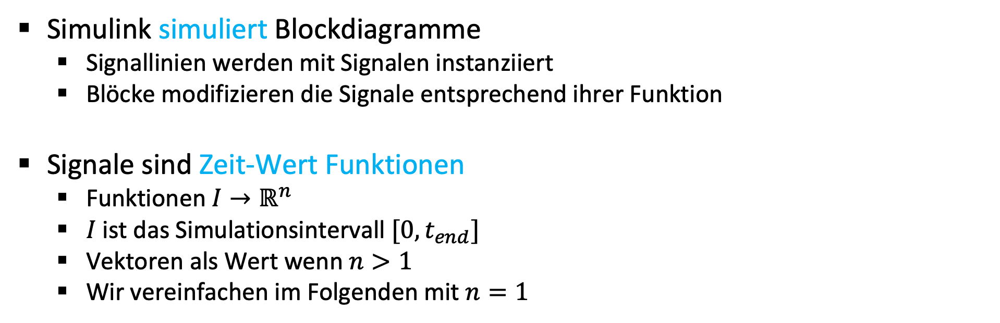 ▪ Simulink simuliert Blockdiagramme
▪ Signallinien werden mit Signalen instanziiert
▪ Blöcke modifizieren die Signale entsprechend ihrer Funktion
▪ Signale sind Zeit-Wert Funktionen
▪ Funktionen $I \rightarrow \mathbb{R}^n$
▪ $I$ ist das Simulationsintervall $[0, t_{end}]$
▪ Vektoren als Wert wenn $n > 1$
▪ Wir vereinfachen im Folgenden mit $n = 1$